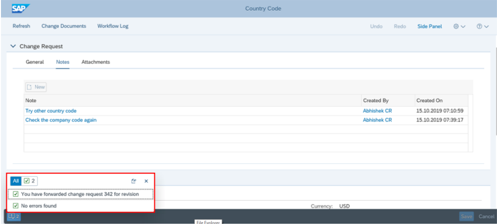 SAP
Country Code
Refresh Change Documents Workflow Log Undo Redo Side Panel
Change Request
General Notes Attachments
New
Note Created By Created On
Try other country code Abhishek CR 15.10.2019 07:10:59
Check the company code again Abhishek CR 15.10.2019 07:39:17
All 2
You have forwarded change request 342 for revision
No errors found
Currency: USD
Save Cancel
File Explorer